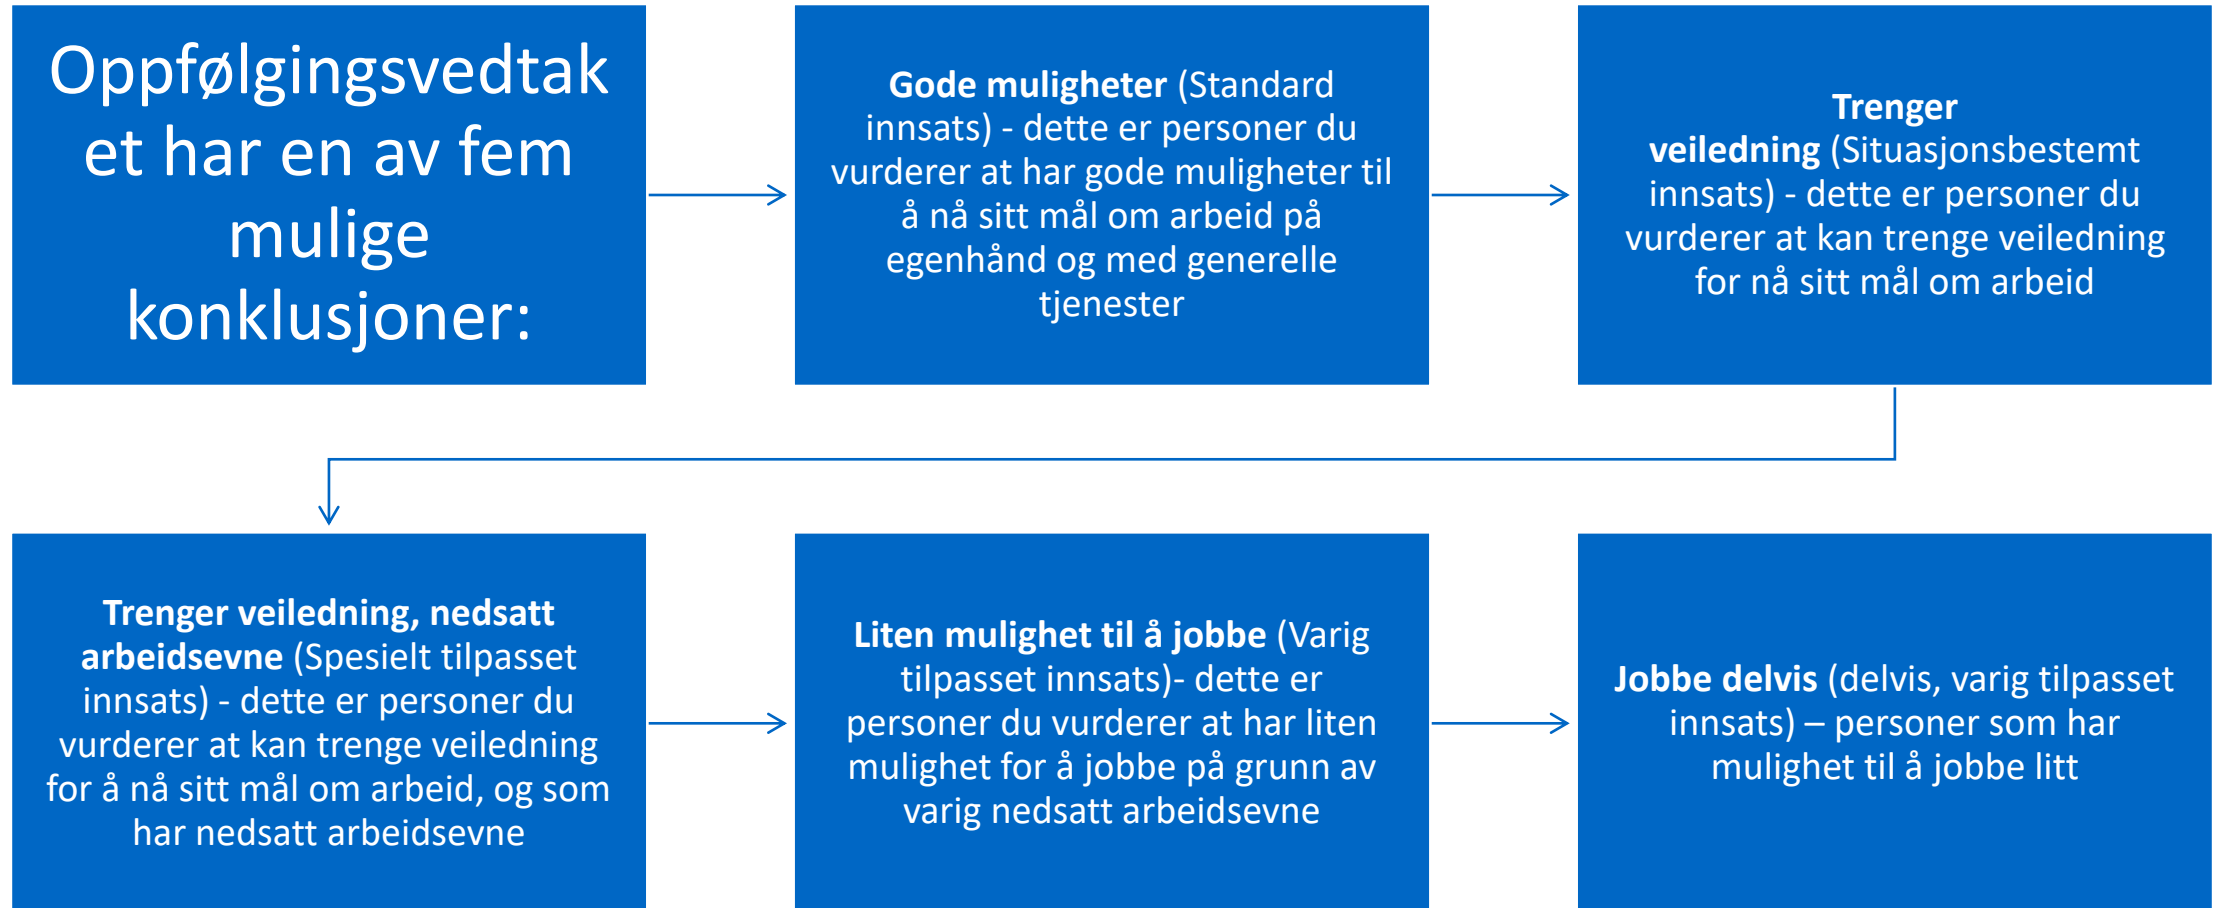 Oppfølgingsvedtak
et har en av fem
mulige
konklusjoner:
Gode muligheter (Standard
innsats) - dette er personer du
vurderer at har gode muligheter til
å nå sitt mål om arbeid på
egenhånd og med generelle
tjenester
Trenger
veiledning (Situasjonsbestemt
innsats) - dette er personer du
vurderer at kan trenge veiledning
for nå sitt mål om arbeid
Trenger veiledning, nedsatt
arbeidsevne (Spesielt tilpasset
innsats) - dette er personer du
vurderer at kan trenge veiledning
for å nå sitt mål om arbeid, og som
har nedsatt arbeidsevne
Liten mulighet til å jobbe (Varig
tilpasset innsats)- dette er
personer du vurderer at har liten
mulighet for å jobbe på grunn av
varig nedsatt arbeidsevne
Jobbe delvis (delvis, varig tilpasset
innsats) – personer som har
mulighet til å jobbe litt